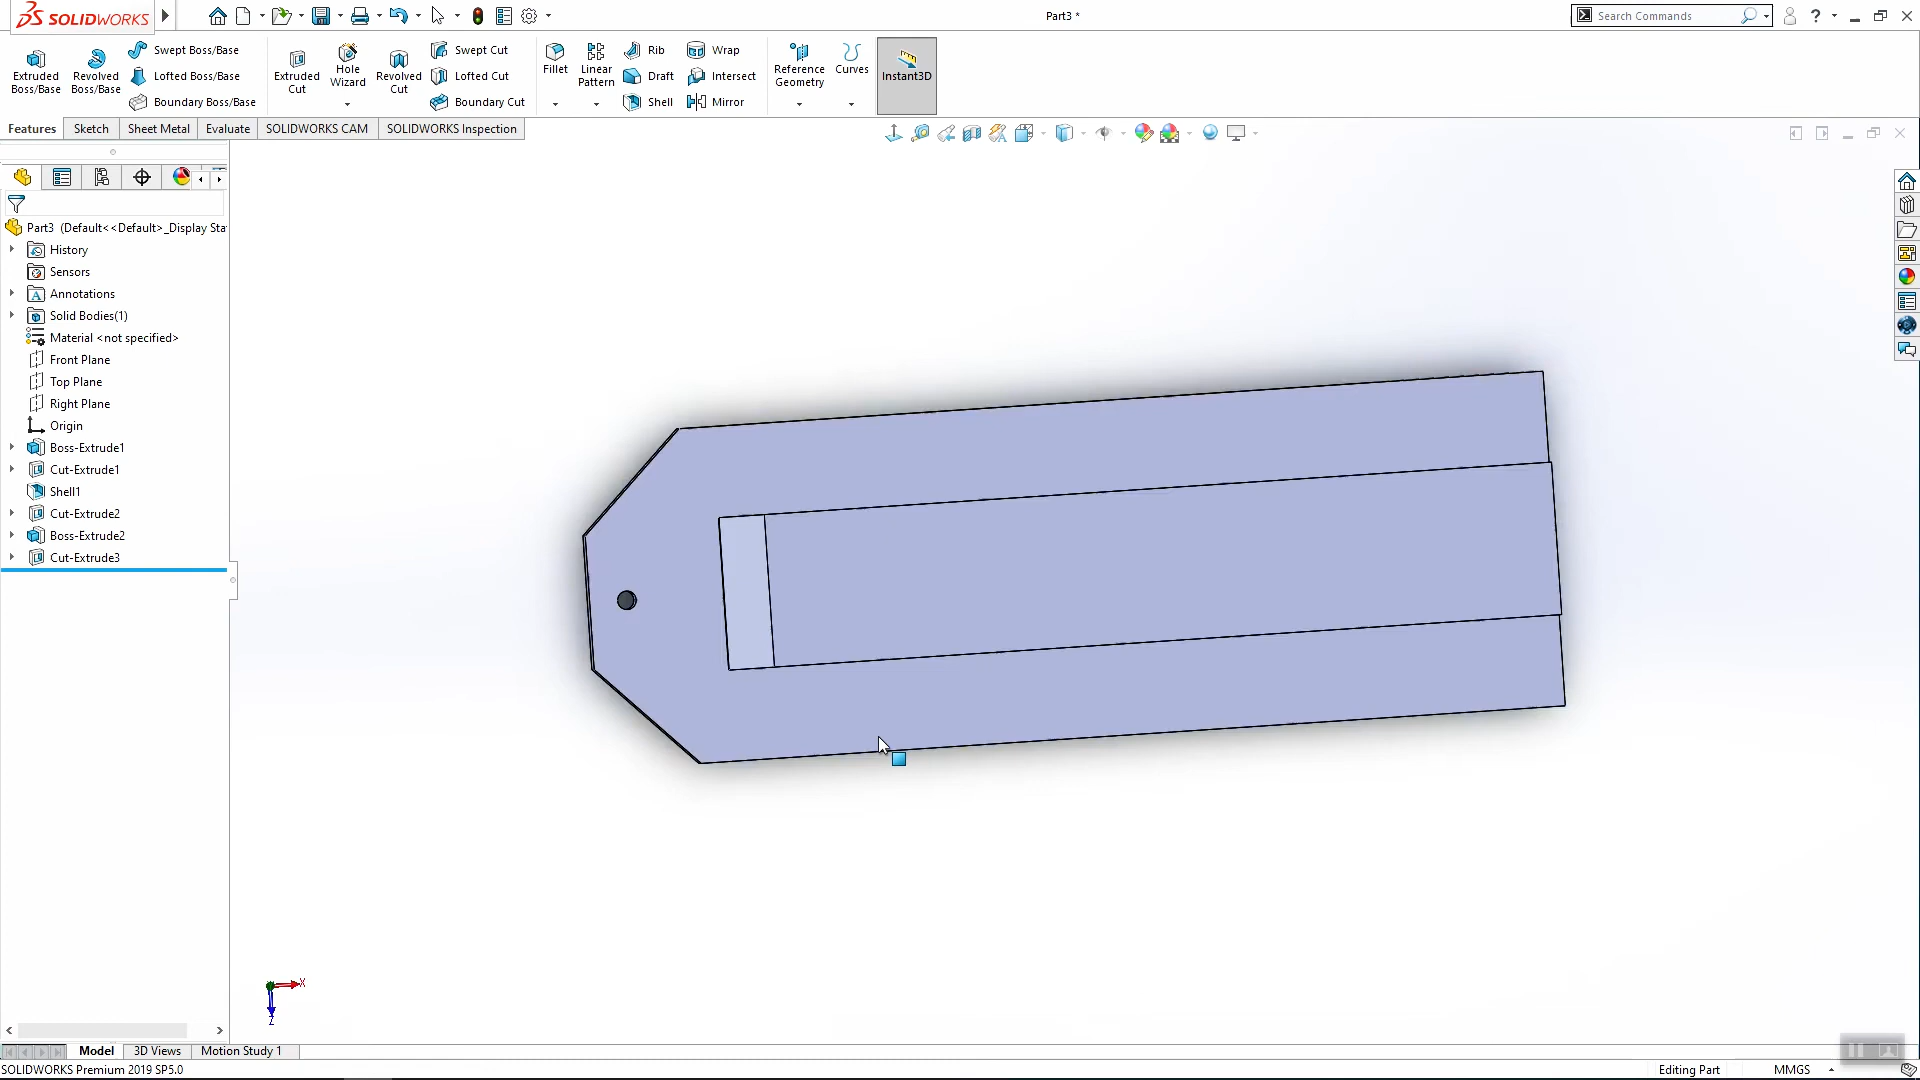 SOLIDWORKS
Part3 *
Search Commands
Extruded Boss/Base
Revolved Boss/Base
Swept Boss/Base
Lofted Boss/Base
Boundary Boss/Base
Extruded Cut
Hole Wizard
Revolved Cut
Swept Cut
Lofted Cut
Boundary Cut
Fillet
Linear Pattern
Rib
Draft
Shell
Wrap
Intersect
Mirror
Reference Geometry
Curves
Instant3D
Features
Sketch
Sheet Metal
Evaluate
SOLIDWORKS CAM
SOLIDWORKS Inspection
Part3 (Default<<Default>_Display Sta
History
Sensors
Annotations
Solid Bodies(1)
Material <not specified>
Front Plane
Top Plane
Right Plane
Origin
Boss-Extrude1
Cut-Extrude1
Shell1
Cut-Extrude2
Boss-Extrude2
Cut-Extrude3
X
Z
Model
3D Views
Motion Study 1
SOLIDWORKS Premium 2019 SP5.0
Editing Part
MMGS